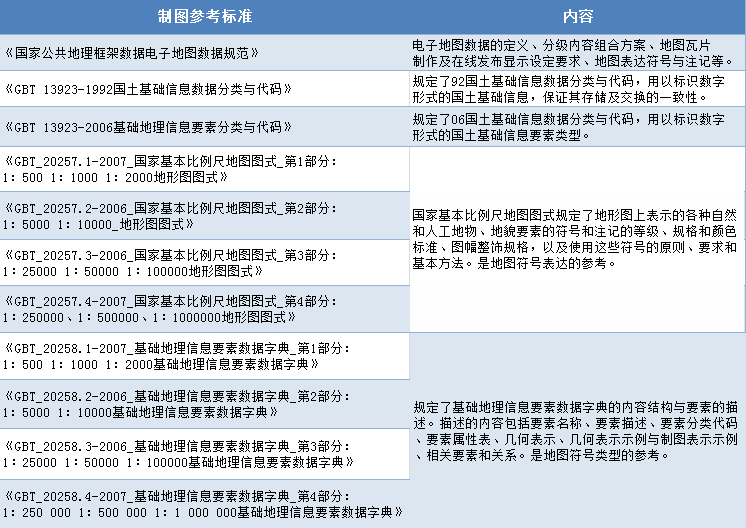 制图参考标准
内容
《国家公共地理框架数据电子地图数据规范》
电子地图数据的定义、分级内容组合方案、地图瓦片
制作及在线发布显示设定要求、地图表达符号与注记等。
《GBT 13923-1992国土基础信息数据分类与代码》
规定了92国土基础信息数据分类与代码，用以标识数字
形式的国土基础信息，保证其存储及交换的一致性。
《GBT 13923-2006基础地理信息要素分类与代码》
规定了06国土基础信息数据分类与代码，用以标识数字
形式的国土基础信息要素类型。
《GBT_20257.1-2007_国家基本比例尺地图图式_第1部分：
1：500 1：1000 1：2000地形图图式》
《GBT_20257.2-2006_国家基本比例尺地图图式_第2部分：
1：5000 1：10000_地形图图式》
《GBT_20257.3-2006_国家基本比例尺地图图式_第3部分：
1：25000 1：50000 1：100000地形图图式》
《GBT_20257.4-2007_国家基本比例尺地图图式_第4部分：
1：250000、1：500000、1：1000000地形图图式》
国家基本比例尺地图图式规定了地形图上表示的各种自然
和人工地物、地貌要素的符号和注记的等级、规格和颜色
标准、图幅整饰规格，以及使用这些符号的原则、要求和
基本方法。是地图符号表达的参考。
《GBT_20258.1-2007_基础地理信息要素数据字典_第1部分：
1：500 1：1000 1：2000基础地理信息要素数据字典》
《GBT_20258.2-2006_基础地理信息要素数据字典_第2部分：
1：5000 1：10000基础地理信息要素数据字典》
《GBT_20258.3-2006_基础地理信息要素数据字典_第3部分：
1：25000 1：50000 1：100000基础地理信息要素数据字典》
《GBT_20258.4-2007_基础地理信息要素数据字典_第4部分：
1：250 000 1：500 000 1：1 000 000基础地理信息要素数据字典》
规定了基础地理信息要素数据字典的内容结构与要素的描
述。描述的内容包括要素名称、要素描述、要素分类代码
、要素属性表、几何表示、几何表示示例与制图表示示例
、相关要素和关系。是地图符号类型的参考。